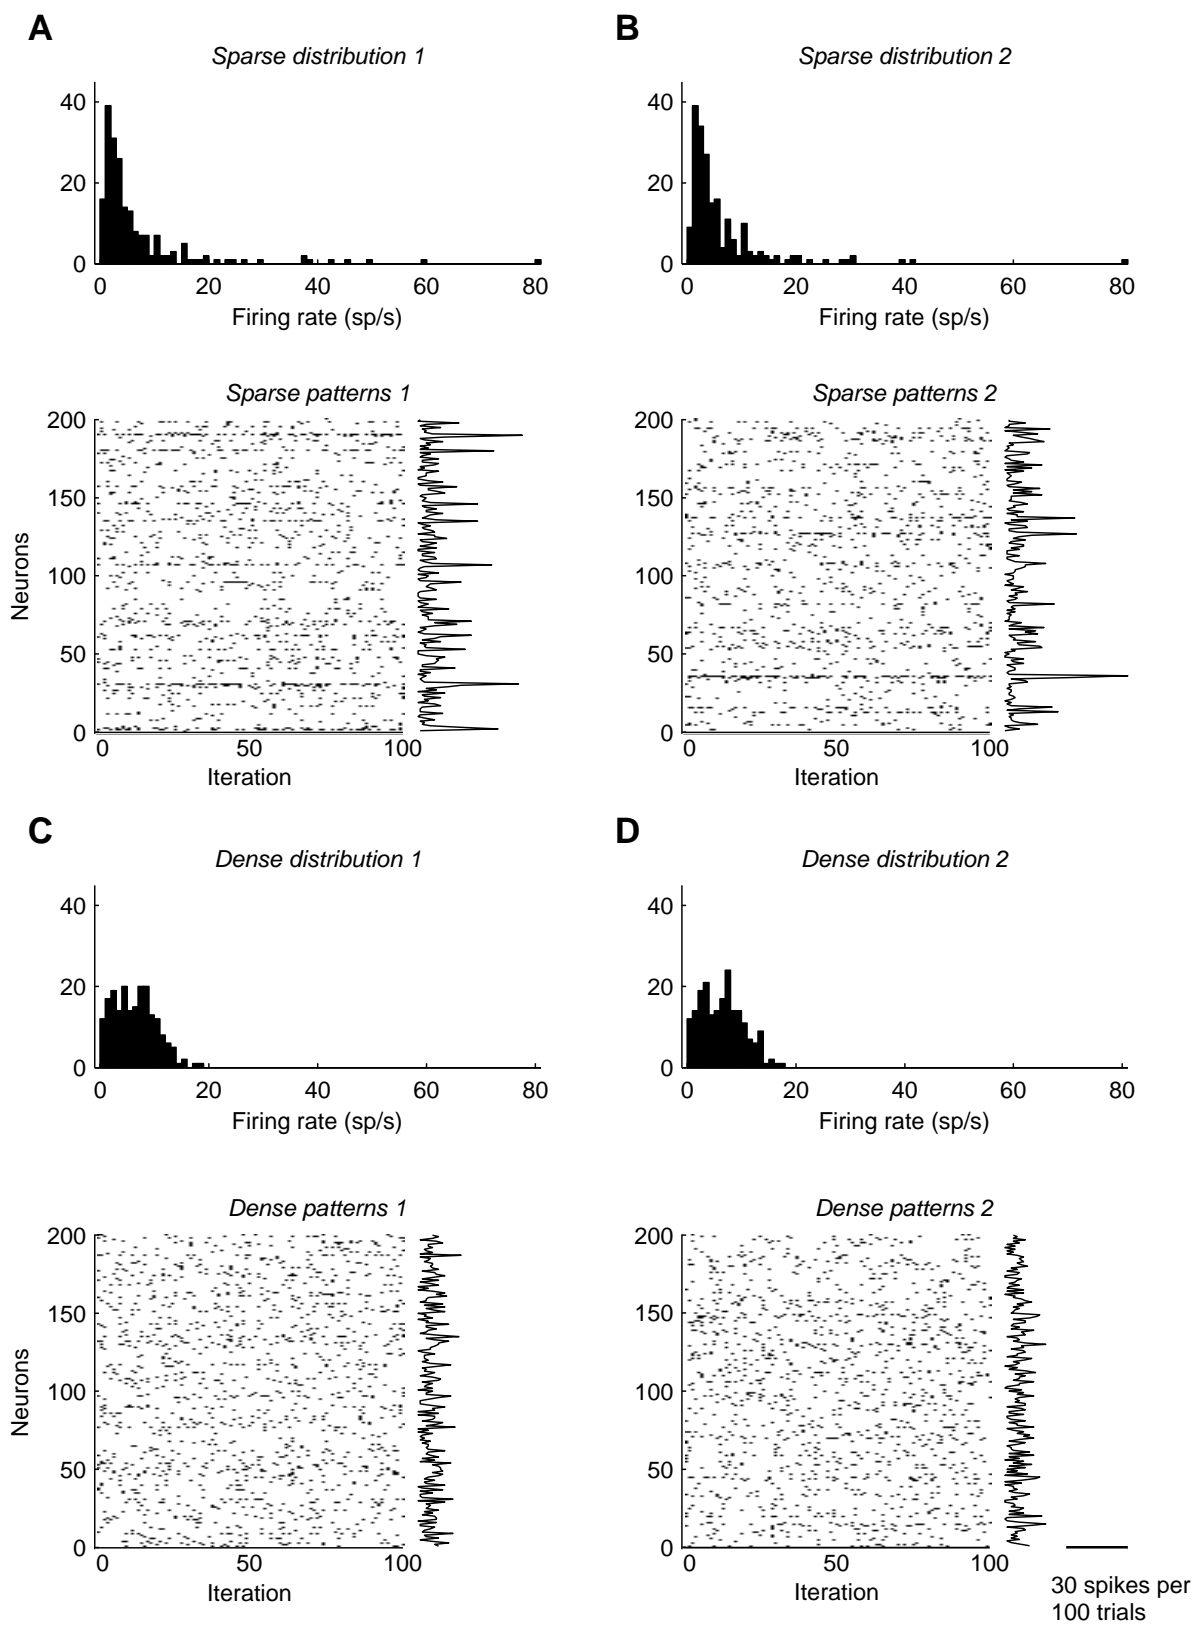 A
Sparse distribution 1
40
20
0
0 20 40 60 80
Firing rate (sp/s)
Sparse patterns 1
200
150
100
50
0
Neurons
0 50 100
Iteration
B
Sparse distribution 2
40
20
0
0 20 40 60 80
Firing rate (sp/s)
Sparse patterns 2
200
150
100
50
0
0 50 100
Iteration
C
Dense distribution 1
40
20
0
0 20 40 60 80
Firing rate (sp/s)
Dense patterns 1
200
150
100
50
0
Neurons
0 50 100
Iteration
D
Dense distribution 2
40
20
0
0 20 40 60 80
Firing rate (sp/s)
Dense patterns 2
200
150
100
50
0
0 50 100
Iteration
30 spikes per
100 trials